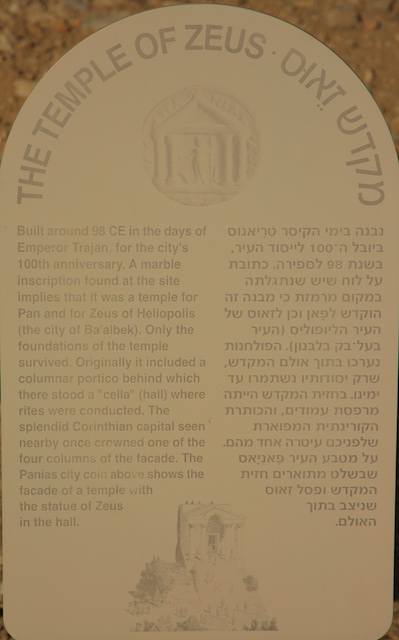 THE TEMPLE OF ZEUS · מקדש זֵאוּס
Built around 98 CE in the days of
Emperor Trajan, for the city's
100th anniversary. A marble
inscription found at the site
implies that it was a temple for
Pan and for Zeus of Heliopolis
(the city of Ba'albek). Only the
foundations of the temple
survived. Originally it included a
columnar portico behind which
there stood a "cella" (hall) where
rites were conducted. The
splendid Corinthian capital seen
nearby once crowned one of the
four columns of the facade. The
Panias city coin above shows the
facade of a temple with
the statue of Zeus
in the hall.
נבנה בימי הקיסר טריאנוס
ביובל ה־100 לייסוד העיר,
בשנת 98 לספירה. כתובת
על לוח שיש שנתגלתה
במקום מרמזת כי מבנה זה
הוקדש לפאן וכן לזאוס של
העיר הליופוליס (העיר
בעל־בק בלבנון). הפולחנות
נערכו בתוך אולם המקדש,
שרק יסודותיו נשתמרו עד
ימינו. בחזית המקדש הייתה
מרפסת עמודים, והכותרת
הקורינתית המפוארת
שלפניכם עיטרה אחד מהם.
על מטבע העיר פאניאס
שבשלט מתוארים חזית
המקדש ופסל זאוס
שניצב בתוך
האולם.